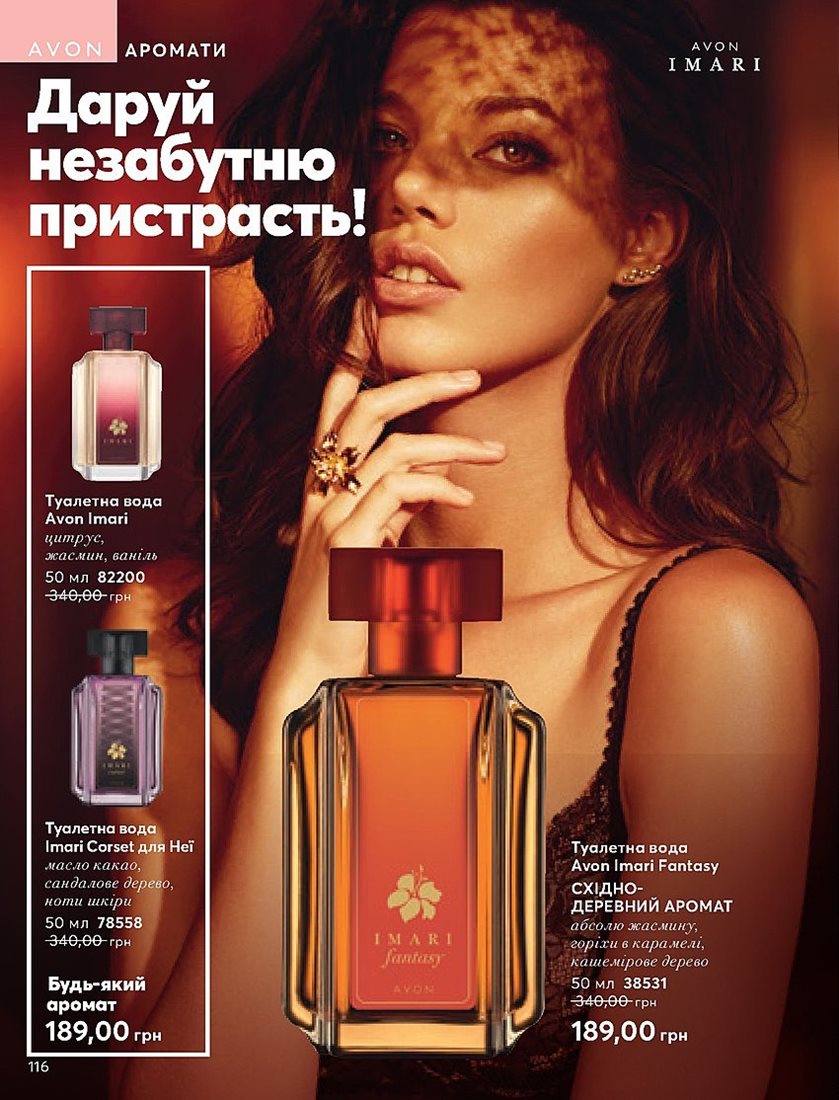 AVON АРОМАТИ
AVON
IMARI
Даруй
незабутню
пристрасть!
IMARI
Туалетна вода
Avon Imari
цитрус,
жасмин, ваніль
50 мл 82200
340,00 грн
IMARI
Туалетна вода
Imari Corset для Неї
масло какао,
сандалове дерево,
ноти шкіри
50 мл 78558
340,00 грн
Будь-який
аромат
189,00 грн
IMARI
fantasy
AVON
Туалетна вода
Avon Imari Fantasy
СХІДНО-
ДЕРЕВНИЙ АРОМАТ
абсолю жасмину,
горіхи в карамелі,
кашемірове дерево
50 мл 38531
340,00 грн
189,00 грн
116